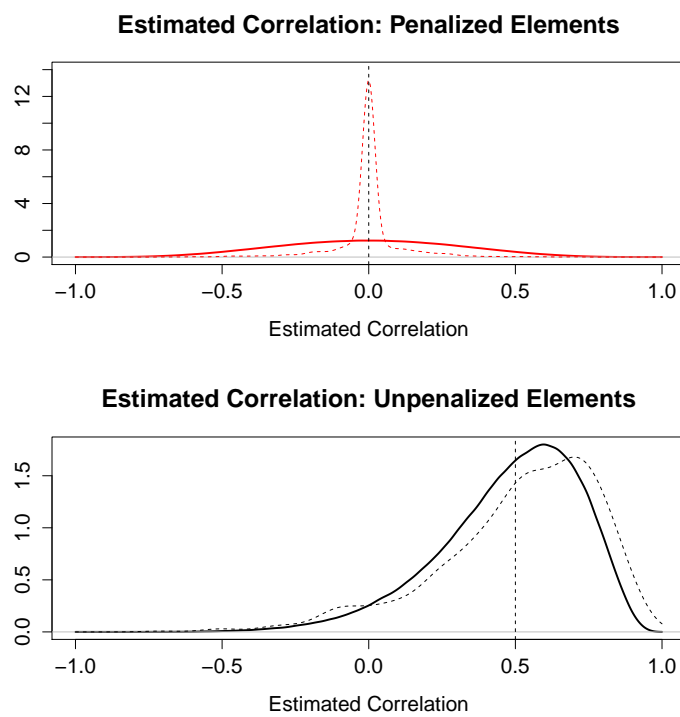 Estimated Correlation: Penalized Elements
12
8
4
0
−1.0 −0.5 0.0 0.5 1.0
Estimated Correlation
Estimated Correlation: Unpenalized Elements
1.5
1.0
0.5
0.0
−1.0 −0.5 0.0 0.5 1.0
Estimated Correlation